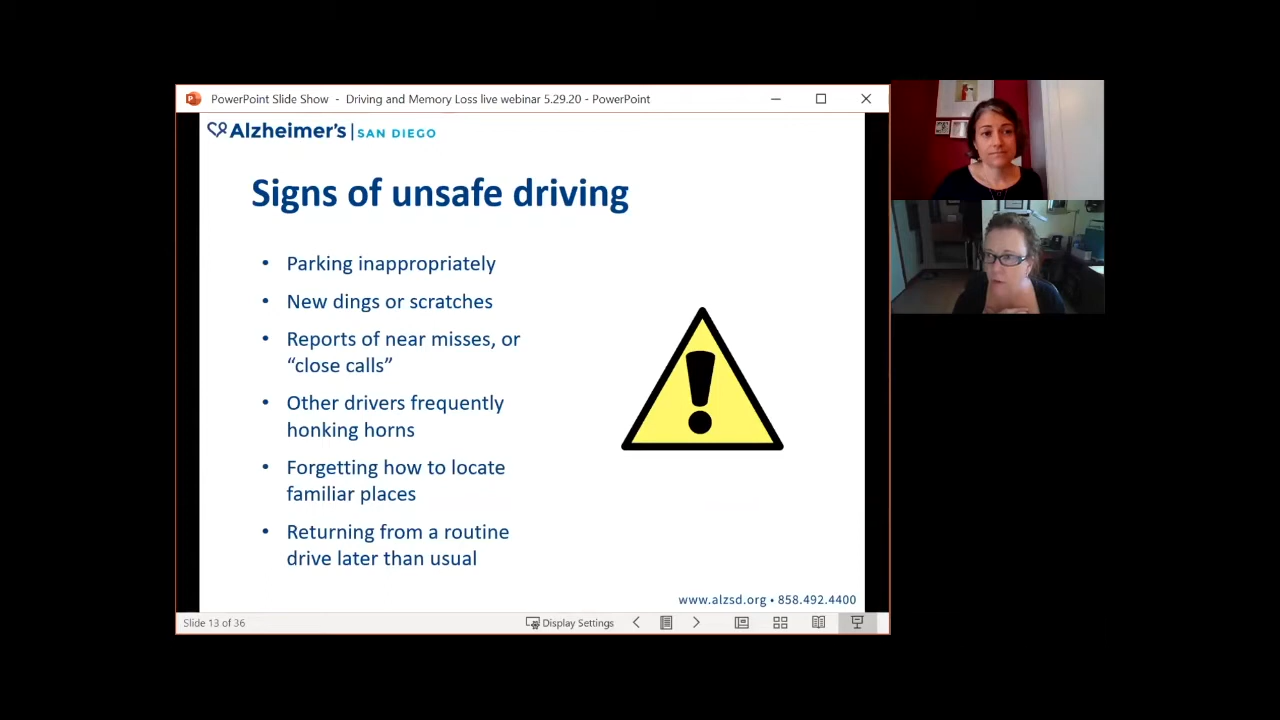 PowerPoint Slide Show - Driving and Memory Loss live webinar 5.29.20 - PowerPoint
Alzheimer's | SAN DIEGO
Signs of unsafe driving
• Parking inappropriately
• New dings or scratches
• Reports of near misses, or
“close calls”
• Other drivers frequently
honking horns
• Forgetting how to locate
familiar places
• Returning from a routine
drive later than usual
www.alzsd.org • 858.492.4400
Slide 13 of 36
Display Settings